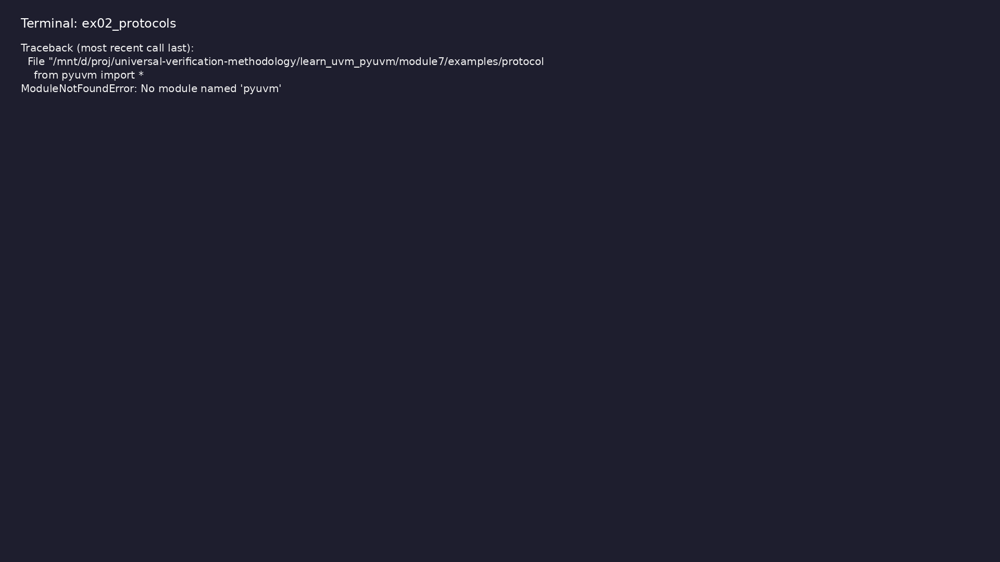 Terminal: ex02_protocols
Traceback (most recent call last):
File "/mnt/d/proj/universal-verification-methodology/learn_uvm_pyuvm/module7/examples/protocol
from pyuvm import *
ModuleNotFoundError: No module named 'pyuvm'